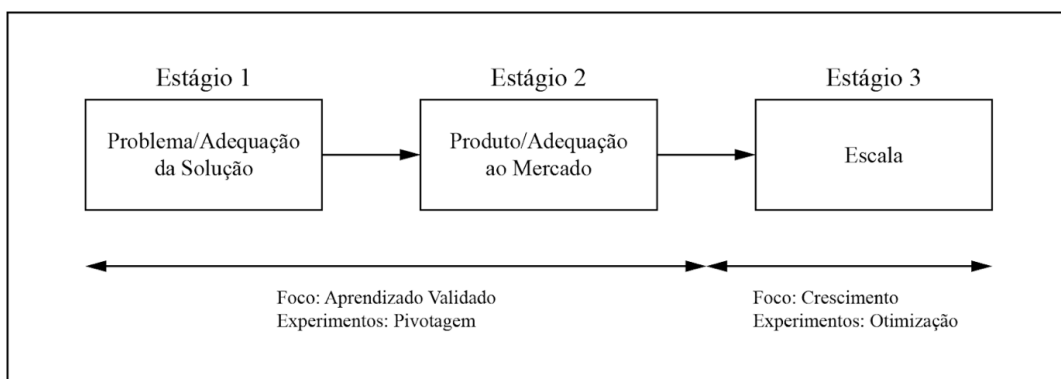 Estágio 1
Estágio 2
Estágio 3
Problema/Adequação
da Solução
Produto/Adequação
ao Mercado
Escala
Foco: Aprendizado Validado
Experimentos: Pivotagem
Foco: Crescimento
Experimentos: Otimização